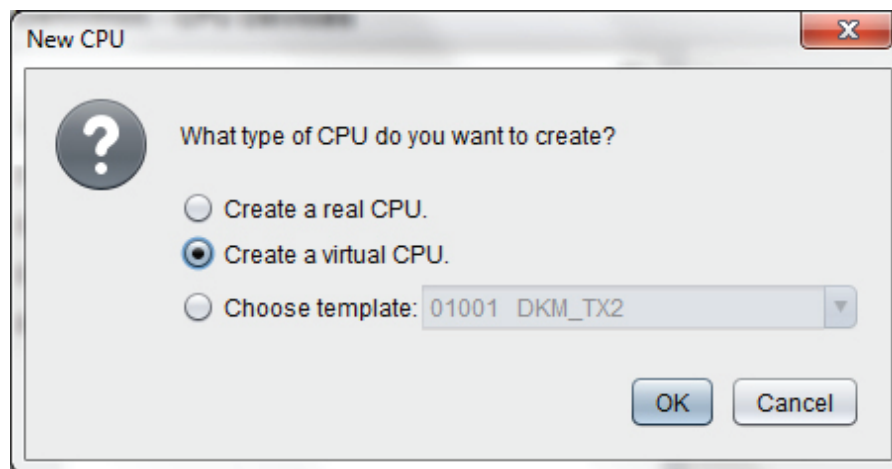 New CPU
What type of CPU do you want to create?
Create a real CPU.
Create a virtual CPU.
Choose template: 01001 DKM_TX2
OK Cancel